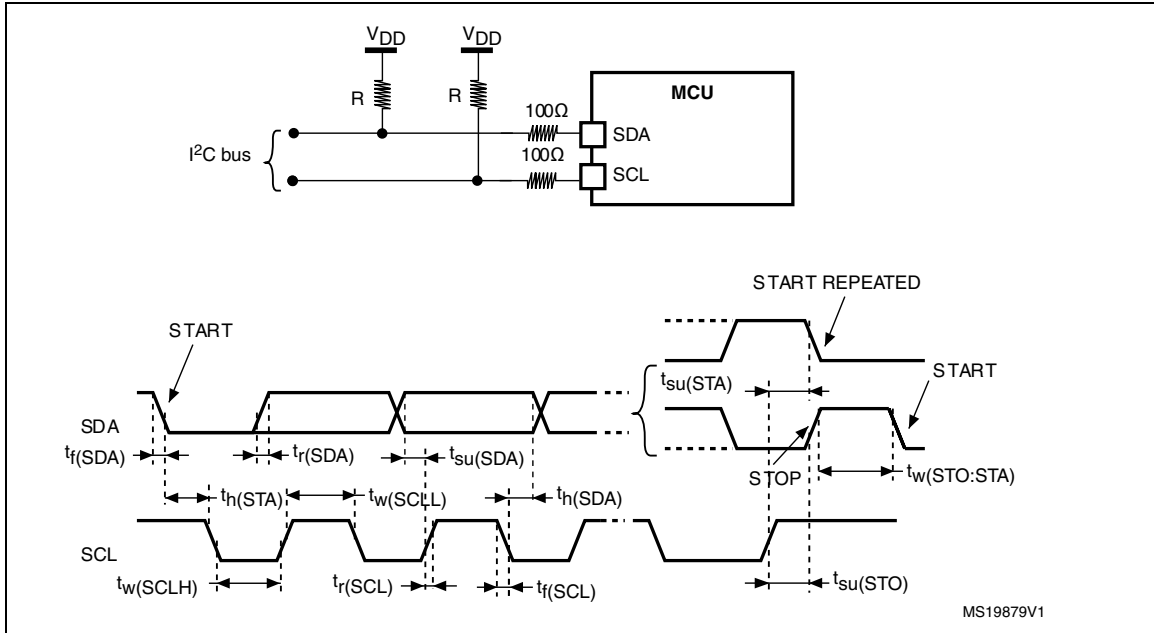 VDD VDD
R R
MCU
100Ω
SDA
100Ω
SCL
I²C bus
START REPEATED
START
tsu(STA)
START
SDA
tf(SDA)
tr(SDA)
tsu(SDA)
STOP
tw(STO:STA)
th(STA)
tw(SCLL)
th(SDA)
SCL
tw(SCLH)
tr(SCL)
tf(SCL)
tsu(STO)
MS19879V1